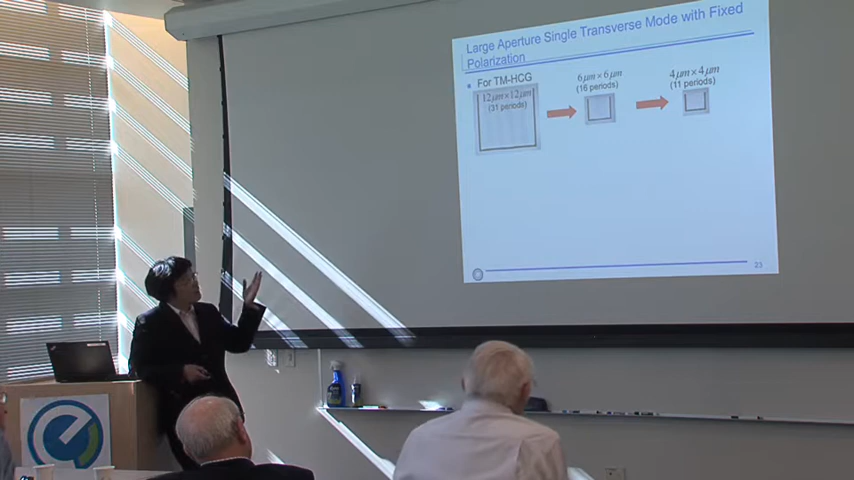 Large Aperture Single Transverse Mode with Fixed
Polarization
• For TM-HCG
12μm×12μm
(31 periods)
6μm×6μm
(16 periods)
4μm×4μm
(11 periods)
23